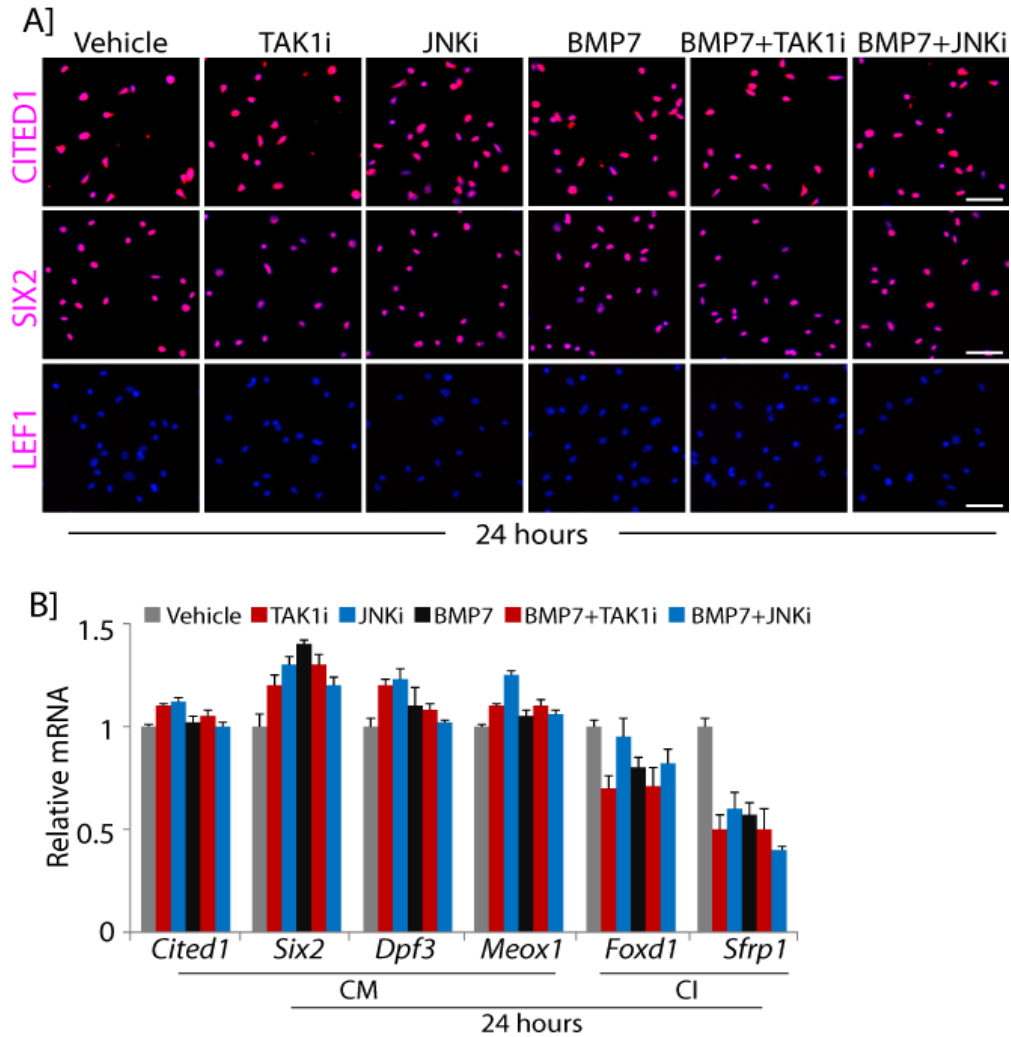 A]
Vehicle TAK1i JNKi BMP7 BMP7+TAK1i BMP7+JNKi
CITED1
SIX2
LEF1
24 hours
B]
Vehicle TAK1i JNKi BMP7 BMP7+TAK1i BMP7+JNKi
Relative mRNA
1.5
1
0.5
0
Cited1 Six2 Dpf3 Meox1 Foxd1 Sfrp1
CM CI
24 hours